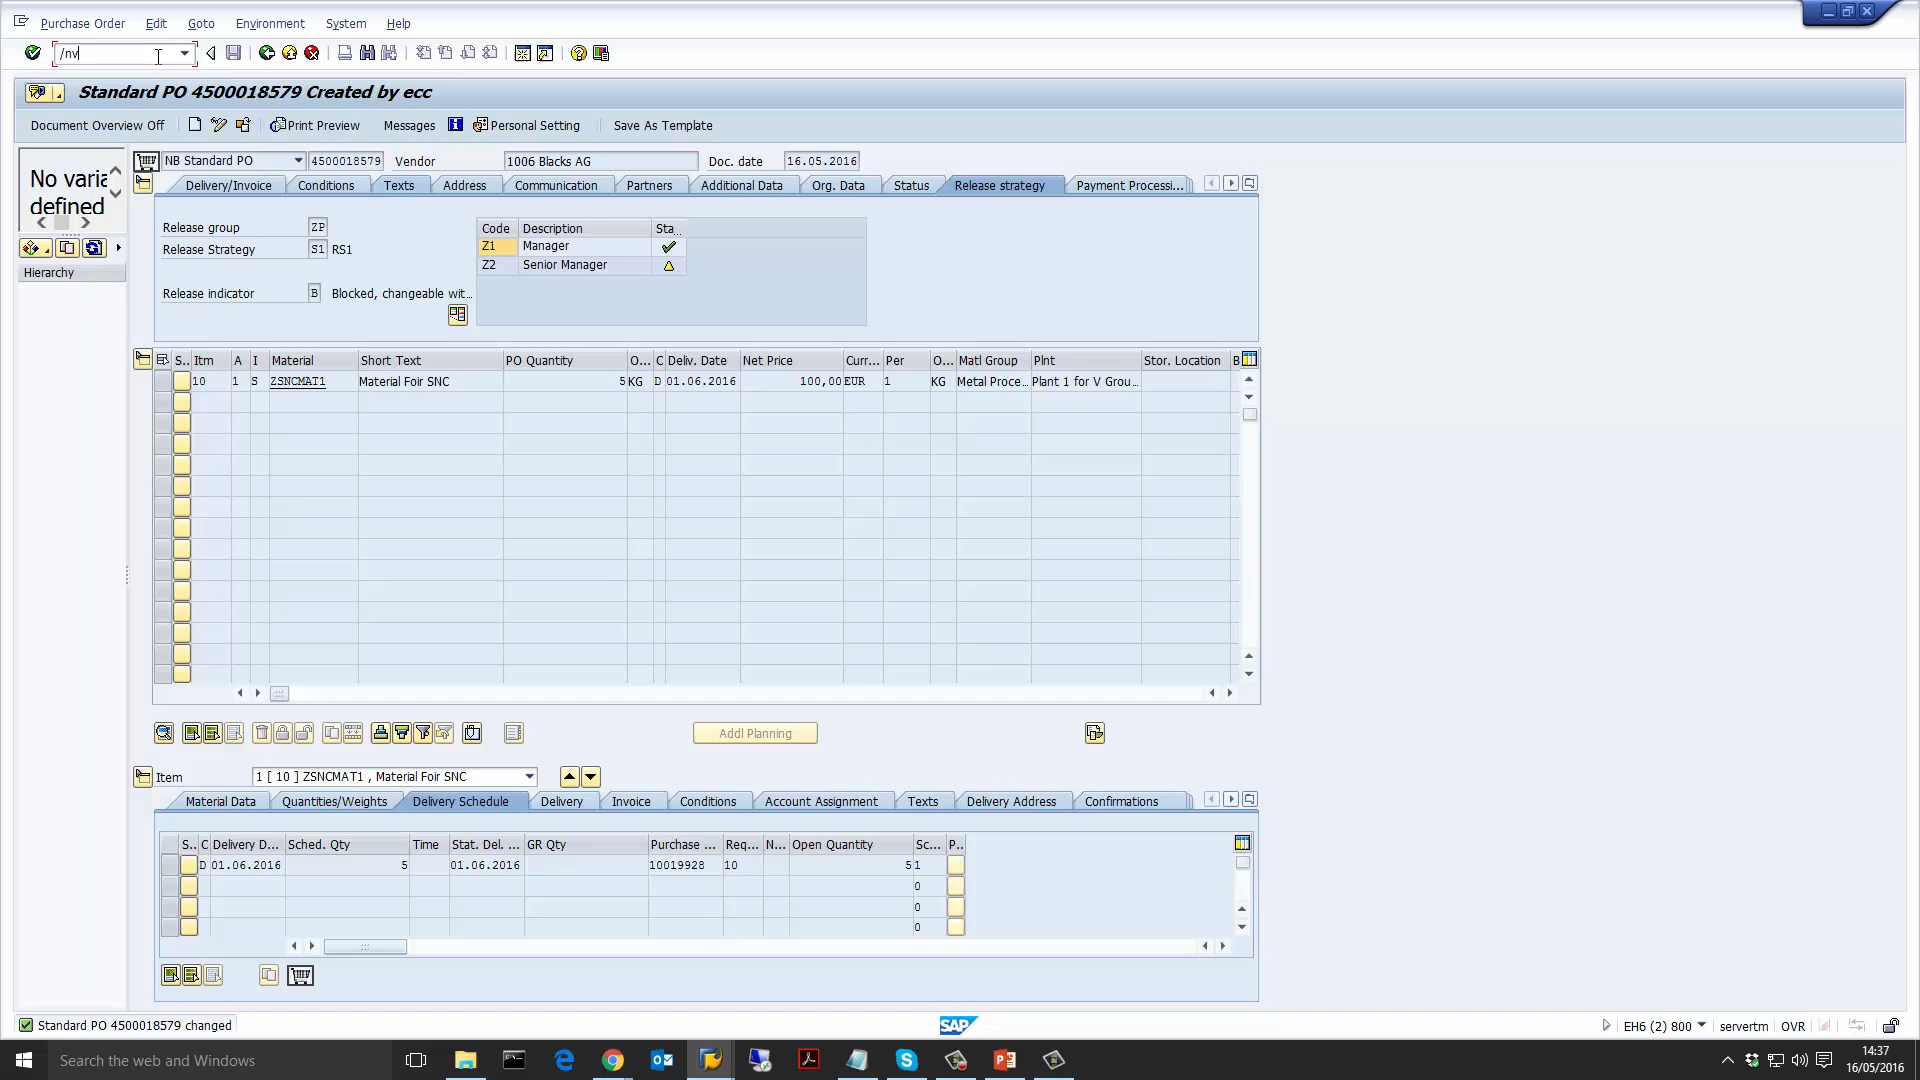 Purchase Order Edit Goto Environment System Help
/nv
Standard PO 4500018579 Created by ecc
Document Overview Off Print Preview Messages Personal Setting Save As Template
No varia
defined
Hierarchy
NB Standard PO 4500018579 Vendor 1006 Blacks AG Doc. date 16.05.2016
Delivery/Invoice Conditions Texts Address Communication Partners Additional Data Org. Data Status Release strategy Payment Processi...
Release group ZP
Release Strategy S1 RS1
Release indicator B Blocked, changeable wit...
Code Description Sta...
Z1 Manager
Z2 Senior Manager
S.. Itm A I Material Short Text PO Quantity O... C Deliv. Date Net Price Curr... Per O... Matl Group Plnt Stor. Location B
10 1 S ZSNCMAT1 Material Foir SNC 5 KG D 01.06.2016 100,00 EUR 1 KG Metal Proce... Plant 1 for V Grou...
Addl Planning
Item 1 [ 10 ] ZSNCMAT1 , Material Foir SNC
Material Data Quantities/Weights Delivery Schedule Delivery Invoice Conditions Account Assignment Texts Delivery Address Confirmations
S.. C Delivery D... Sched. Qty Time Stat. Del. ... GR Qty Purchase ... Req... N... Open Quantity Sc... P..
D 01.06.2016 5 01.06.2016 10019928 10 5 1
0
0
0
Standard PO 4500018579 changed
SAP
EH6 (2) 800 servertm OVR
Search the web and Windows
14:37
16/05/2016